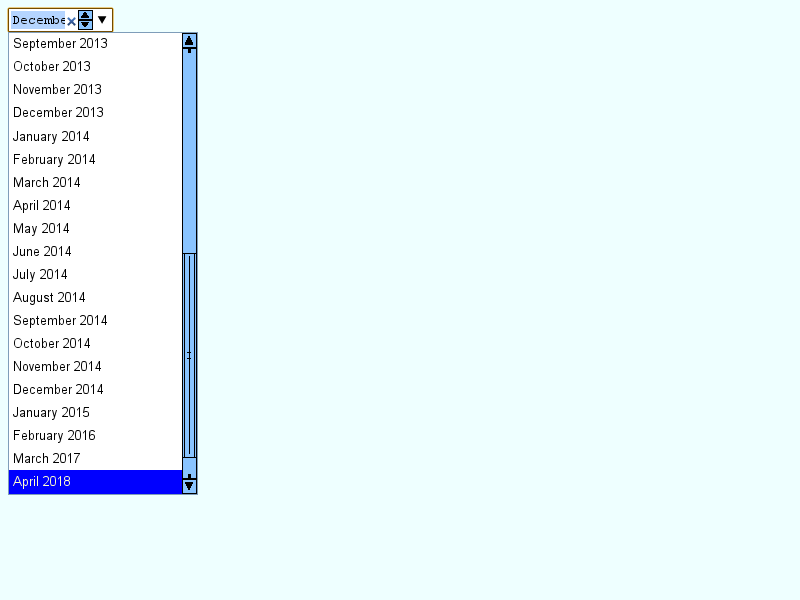 Decembe
September 2013
October 2013
November 2013
December 2013
January 2014
February 2014
March 2014
April 2014
May 2014
June 2014
July 2014
August 2014
September 2014
October 2014
November 2014
December 2014
January 2015
February 2016
March 2017
April 2018